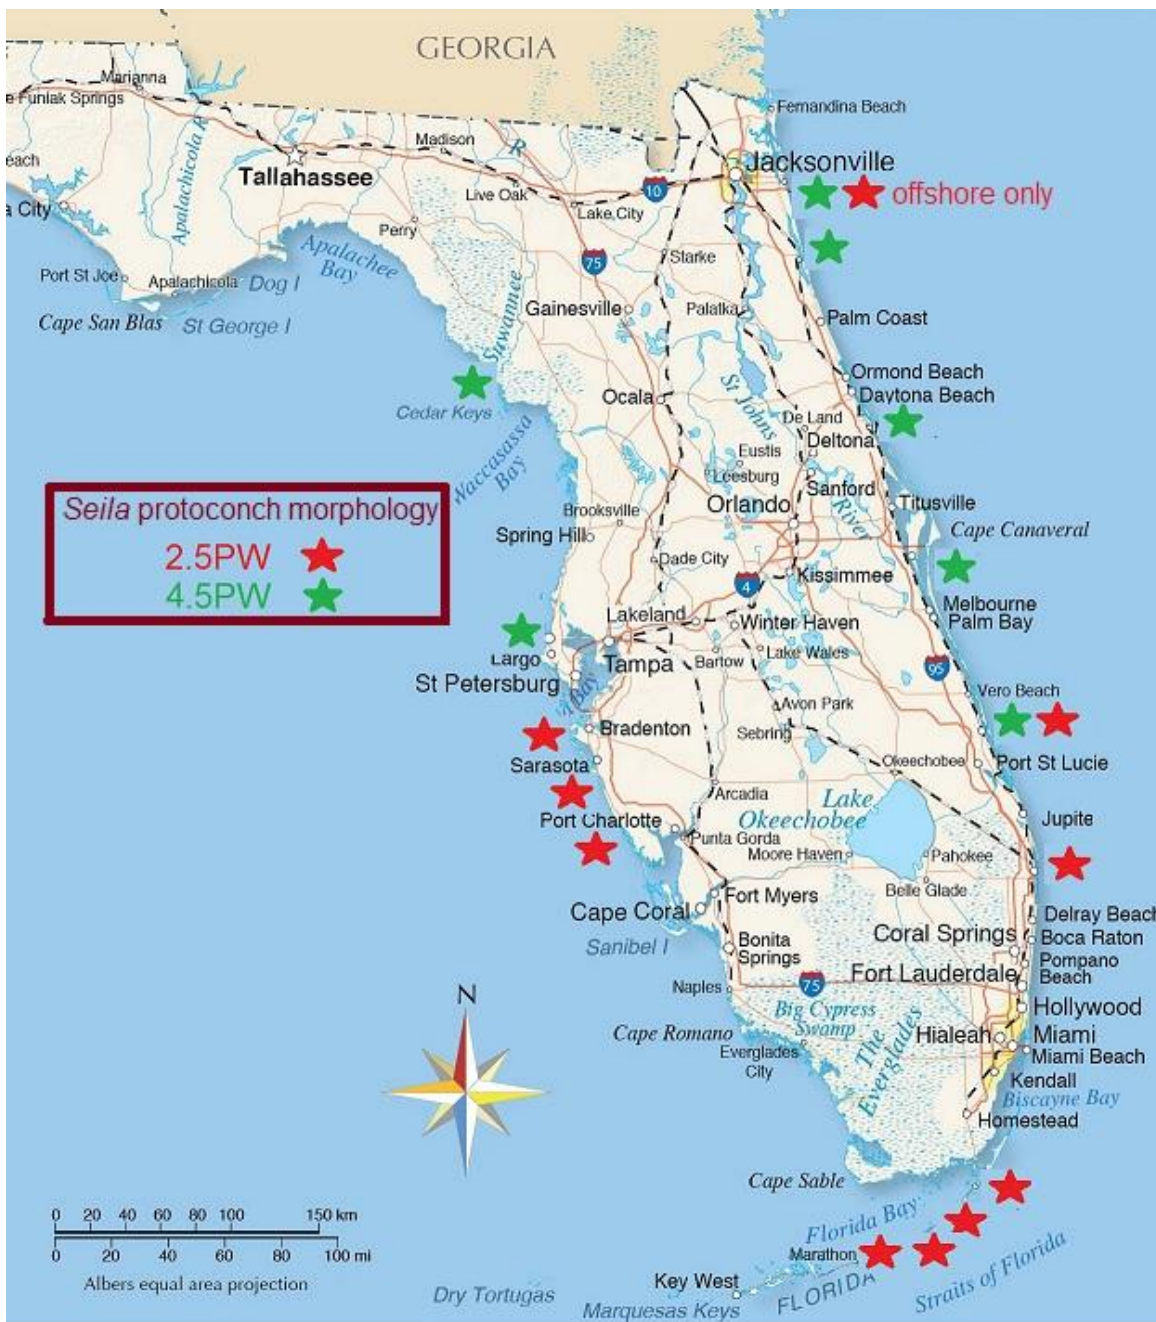 GEORGIA
Marianna
e Funiak Springs
Fernandina Beach
Madison
R
Jacksonville
Apalachicola R
each
Tallahassee
Live Oak
10
offshore only
a City
Lake City
Perry
Apalachee
Bay
75
Starke
Port St Joe
Apalachicola
Dog I
Suwannee
Gainesville
Palatka
Palm Coast
Cape San Blas
St George I
Ormond Beach
Daytona Beach
Ocala
St Johns
River
Cedar Keys
De Land
Deltona
Waccasassa
Bay
Eustis
Leesburg
Sanford
Titusville
Seila protoconch morphology
2.5PW
4.5PW
Brooksville
Orlando
Cape Canaveral
Spring Hill
Dade City
4
Kissimmee
Lakeland
Winter Haven
Melbourne
Palm Bay
Largo
Tampa
Bartow
Lake Wales
95
St Petersburg
Bay
Vero Beach
Avon Park
Bradenton
Sebring
Sarasota
Okeechobee
Port St Lucie
Arcadia
Lake
Okeechobee
Port Charlotte
Jupite
Punta Gorda
Moore Haven
Pahokee
Belle Glade
Fort Myers
Cape Coral
Delray Beach
Sanibel I
Bonita
Springs
Coral Springs
Boca Raton
Pompano
Beach
Fort Lauderdale
75
Naples
Big Cypress
Swamp
The
Everglades
Hollywood
N
Cape Romano
Hialeah
Miami
Miami Beach
Everglades
City
Kendall
Biscayne Bay
Homestead
Cape Sable
Florida Bay
0 20 40 60 80 100 150 km
0 20 40 60 80 100 mi
Albers equal area projection
Marathon
Straits of Florida
Key West
FLORIDA
Dry Tortugas
Marquesas Keys